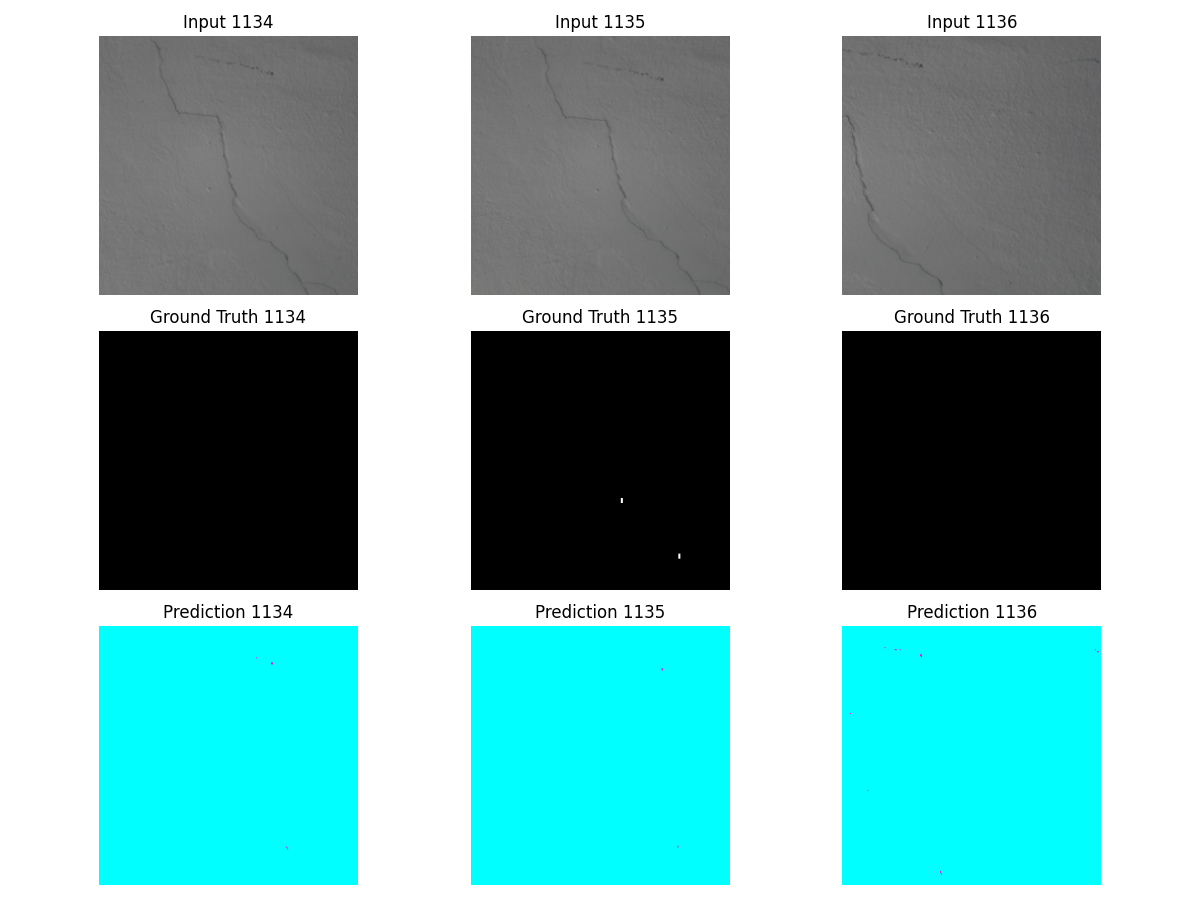 Input 1134
Input 1135
Input 1136
Ground Truth 1134
Ground Truth 1135
Ground Truth 1136
Prediction 1134
Prediction 1135
Prediction 1136